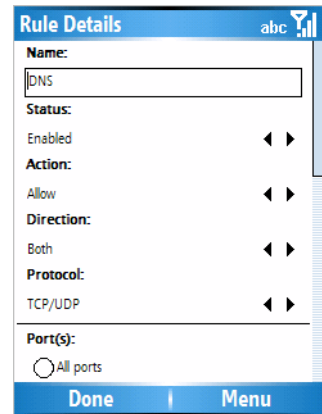 Rule Details abc
Name:
DNS
Status:
Enabled
Action:
Allow
Direction:
Both
Protocol:
TCP/UDP
Port(s):
All ports
Done Menu